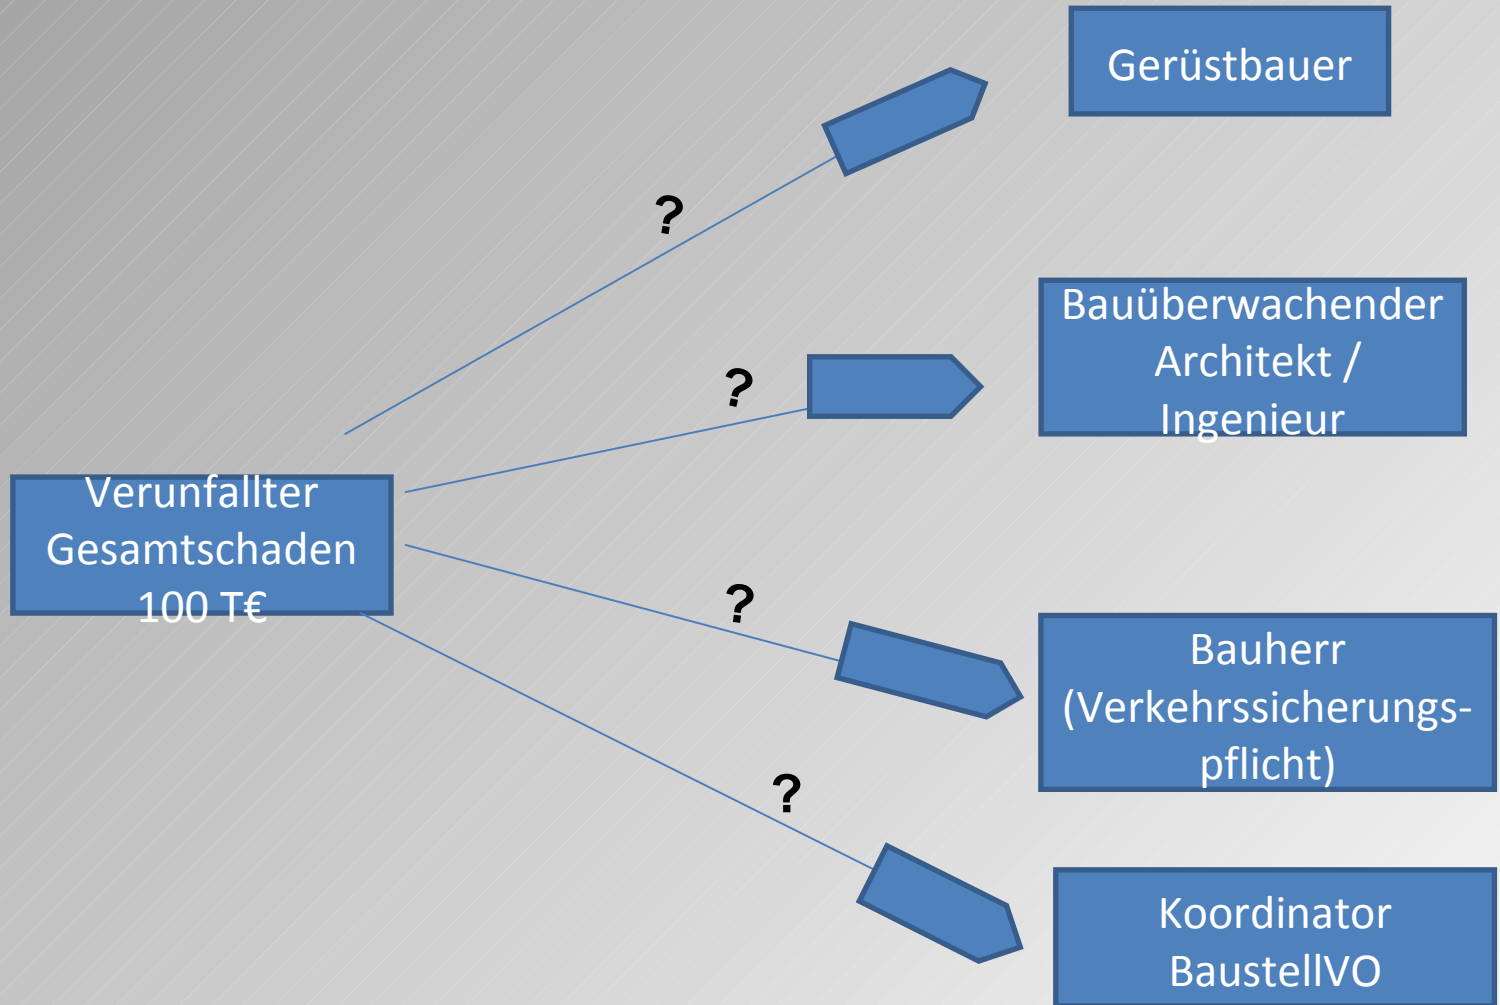 Gerüstbauer
?
Bauüberwachender
Architekt /
Ingenieur
?
Verunfallter
Gesamtschaden
100 T€
?
Bauherr
(Verkehrssicherungs-
pflicht)
?
Koordinator
BaustellVO